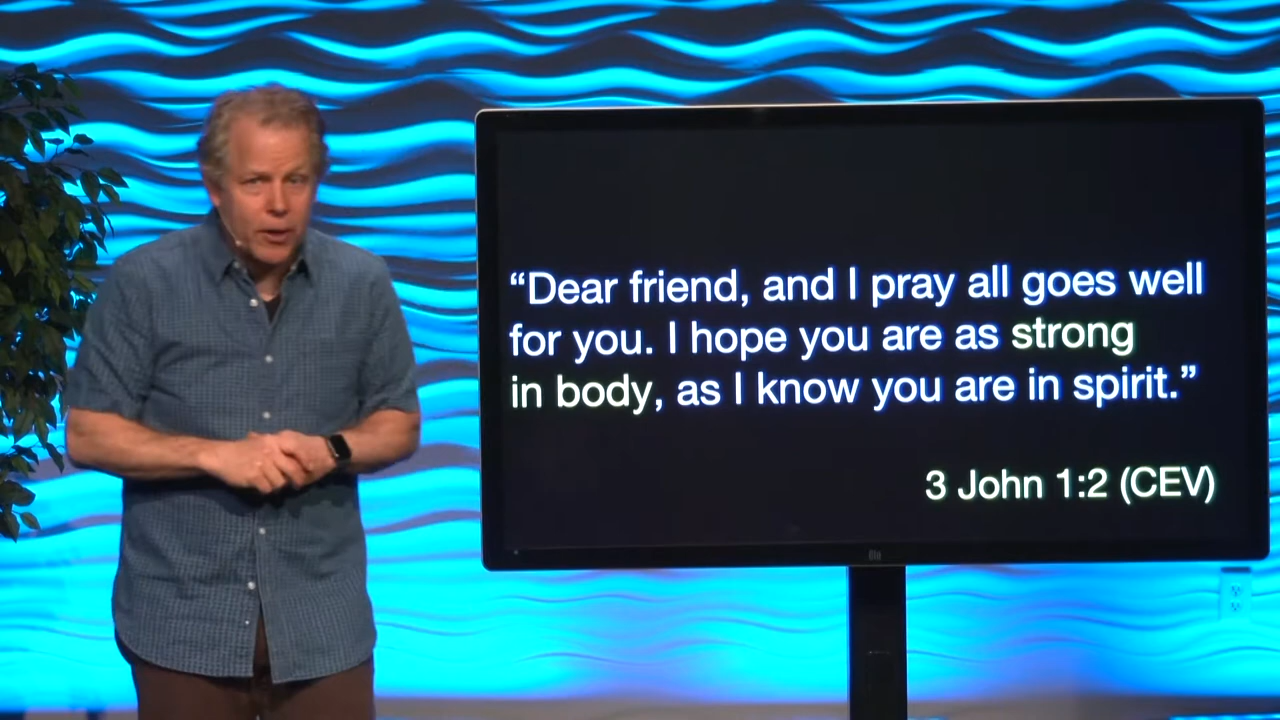 “Dear friend, and I pray all goes well
for you. I hope you are as strong
in body, as I know you are in spirit.”
3 John 1:2 (CEV)
elo